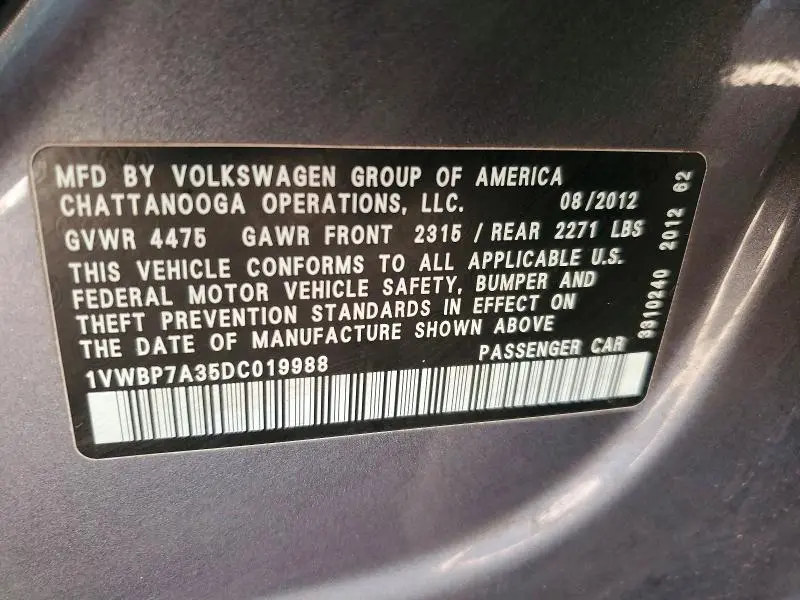 MFD BY VOLKSWAGEN GROUP OF AMERICA
CHATTANOOGA OPERATIONS, LLC. 08/2012
GVWR 4475 GAWR FRONT 2315 / REAR 2271 LBS
THIS VEHICLE CONFORMS TO ALL APPLICABLE U.S.
FEDERAL MOTOR VEHICLE SAFETY, BUMPER AND
THEFT PREVENTION STANDARDS IN EFFECT ON
THE DATE OF MANUFACTURE SHOWN ABOVE
PASSENGER CAR
1VWBP7A35DC019988
3310240 2012 62